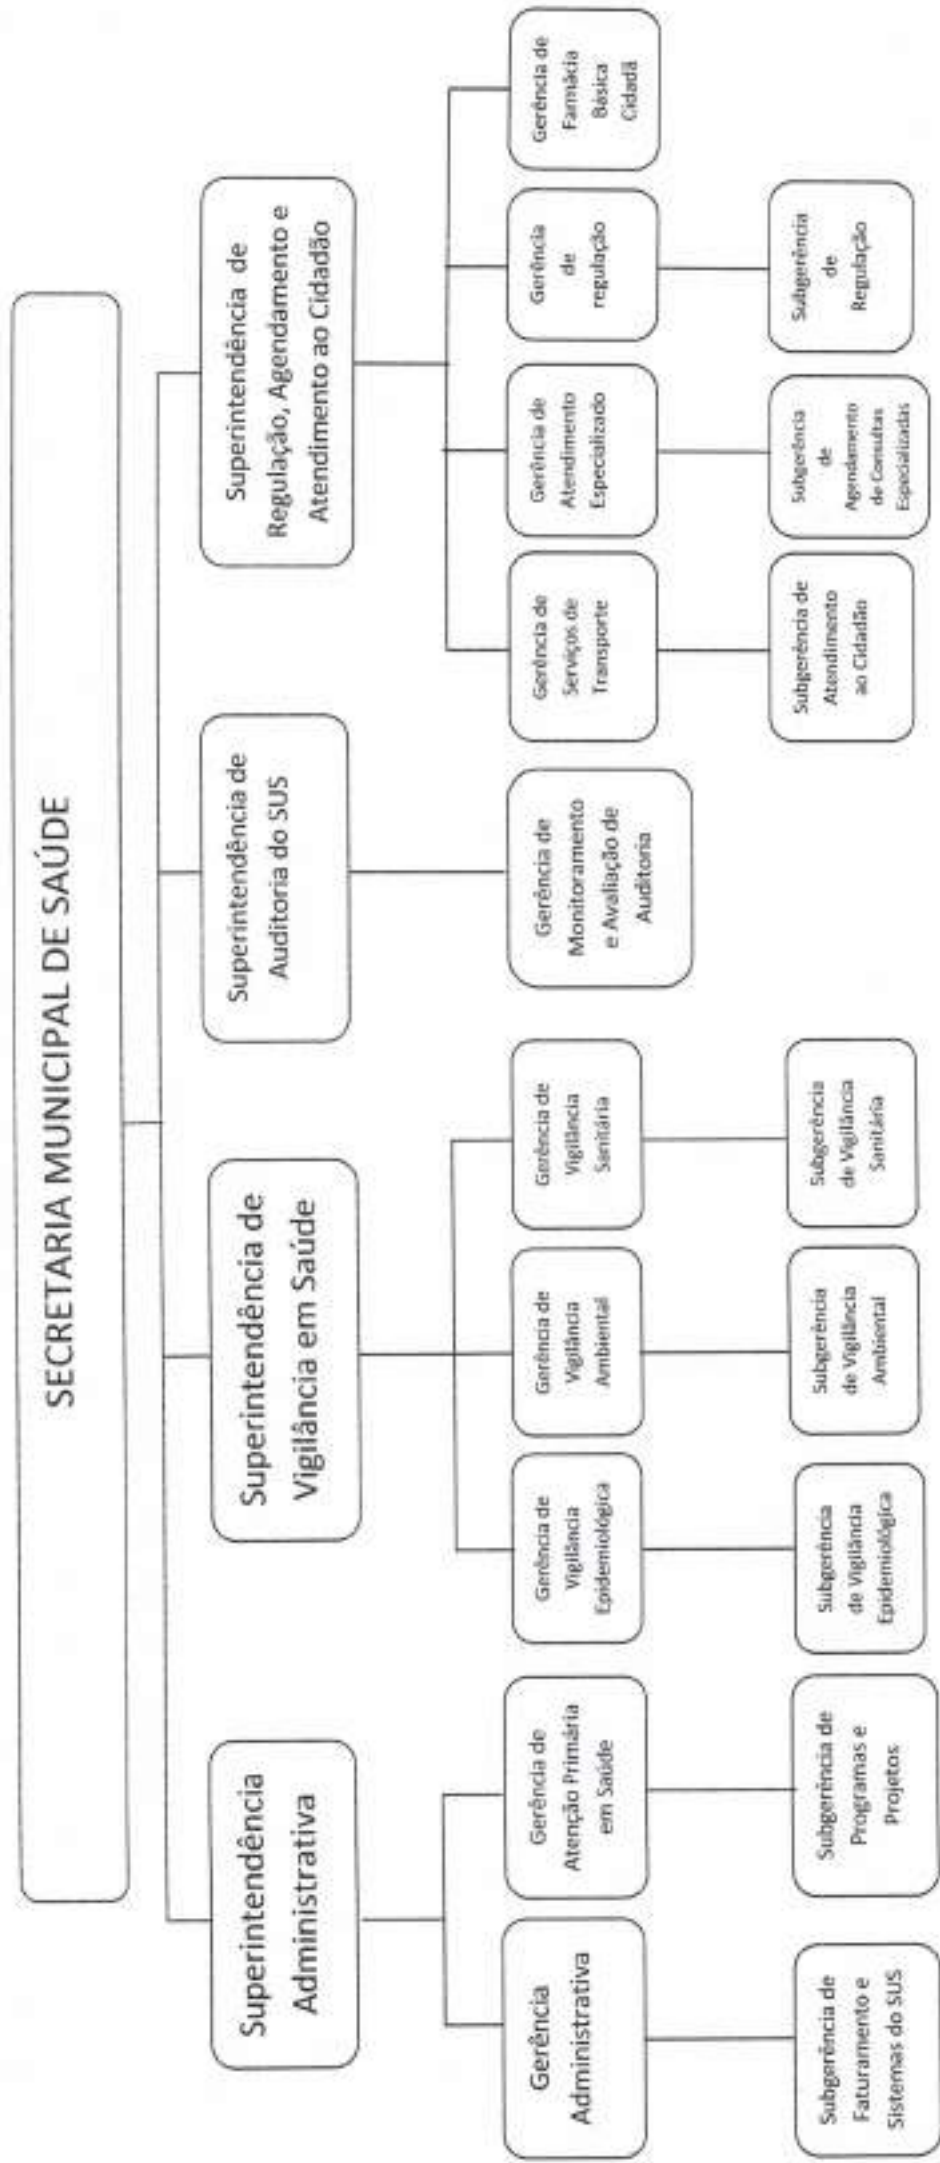 SECRETARIA MUNICIPAL DE SAÚDE
Superintendência
Administrativa
Superintendência de
Vigilância em Saúde
Superintendência de
Auditoria do SUS
Superintendência de
Regulação, Agendamento e
Atendimento ao Cidadão
Gerência
Administrativa
Gerência de
Atenção Primária
em Saúde
Gerência de
Vigilância
Epidemiológica
Gerência de
Vigilância
Ambiental
Gerência de
Vigilância
Sanitária
Gerência de
Monitoramento
e Avaliação de
Auditoria
Gerência de
Serviços de
Transporte
Gerência de
Atendimento
Especializado
Gerência
de
regulação
Gerência de
Farmácia
Básica
Cidadã
Subgerência de
Faturamento e
Sistemas do SUS
Subgerência de
Programas e
Projetos
Subgerência
de Vigilância
Epidemiológica
Subgerência
de Vigilância
Ambiental
Subgerência
de Vigilância
Sanitária
Subgerência de
Atendimento
ao Cidadão
Subgerência
de
Agendamento
de Consultas
Especializadas
Subgerência
de
Regulação